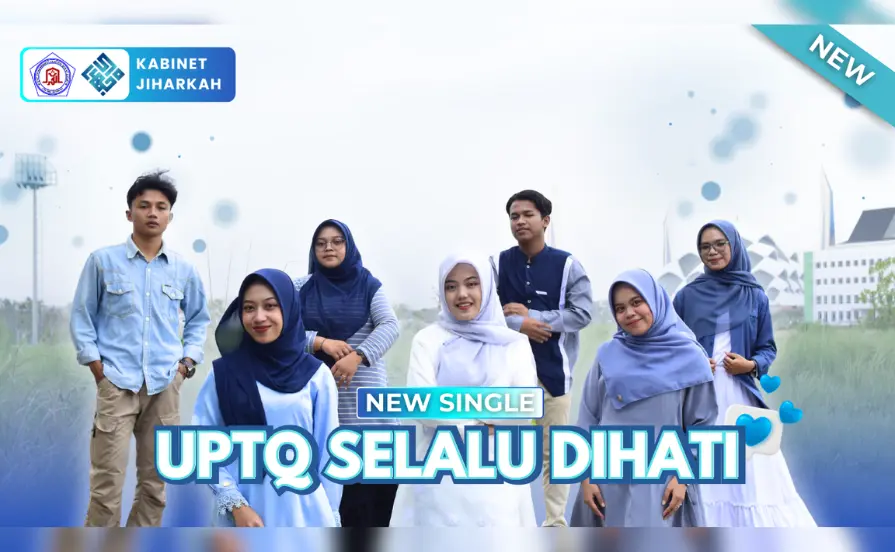 KABINET
JIHARKAH
NEW
NEW SINGLE
UPTQ SELALU DIHATI